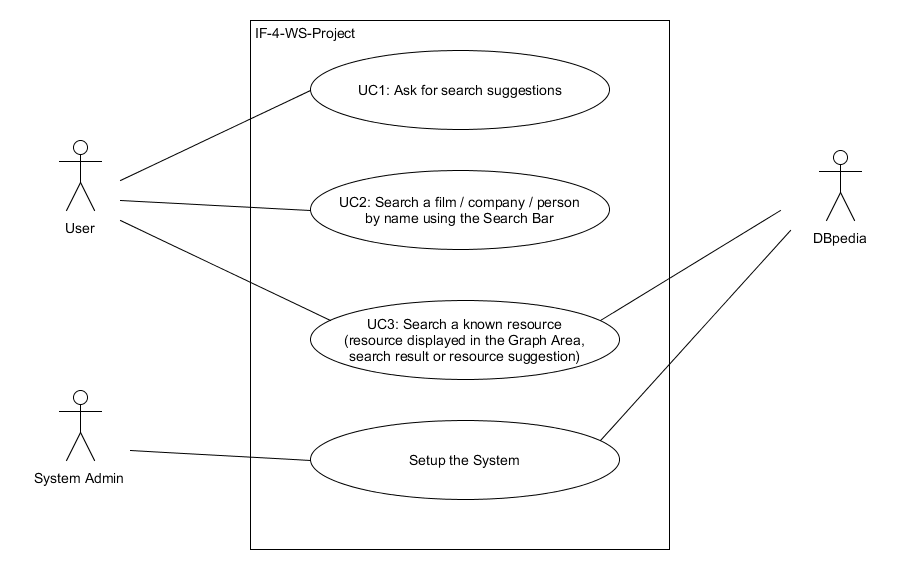 IF-4-WS-Project
UC1: Ask for search suggestions
UC2: Search a film / company / person
by name using the Search Bar
User
DBpedia
UC3: Search a known resource
(resource displayed in the Graph Area,
search result or resource suggestion)
System Admin
Setup the System